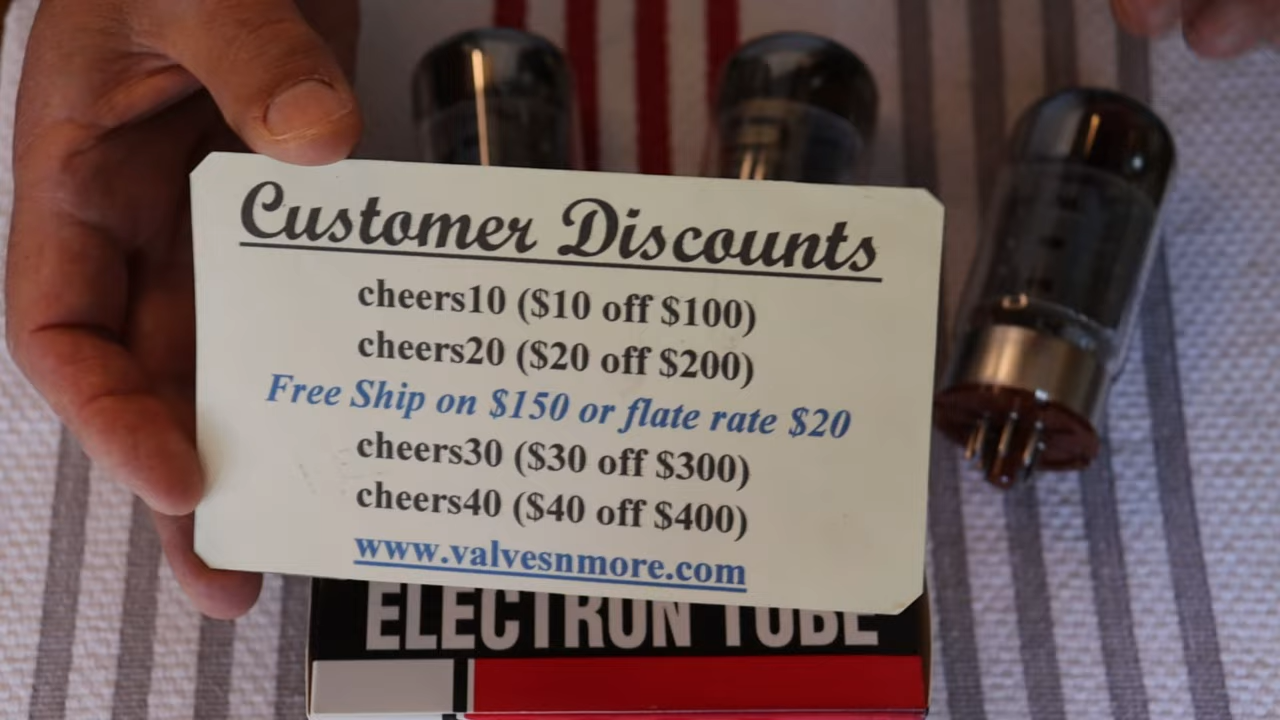 Customer Discounts
cheers10 ($10 off $100)
cheers20 ($20 off $200)
Free Ship on $150 or flate rate $20
cheers30 ($30 off $300)
cheers40 ($40 off $400)
www.valvesnmore.com
ELECTRON TUBE